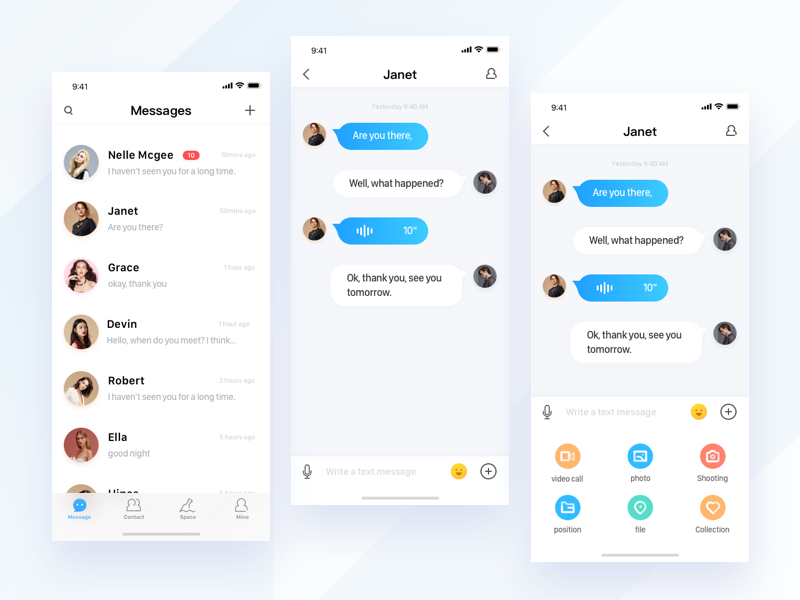 9:41
Messages
Nelle Mcgee 10 10mins ago
I haven't seen you for a long time,
Janet 50mins ago
Are you there?
Grace 1 hour ago
okay, thank you
Devin 1 hour ago
Hello, when do you meet? I think...
Robert 2 hours ago
I haven't seen you for a long time.
Ella 5 hours ago
good night
Message Contact Space Mine
9:41
Janet
Yesterday 9:40 AM
Are you there,
Well, what happened?
10"
Ok, thank you, see you
tomorrow.
Write a text message
9:41
Janet
Yesterday 9:40 AM
Are you there,
Well, what happened?
10"
Ok, thank you, see you
tomorrow.
Write a text message
video call photo Shooting
position file Collection